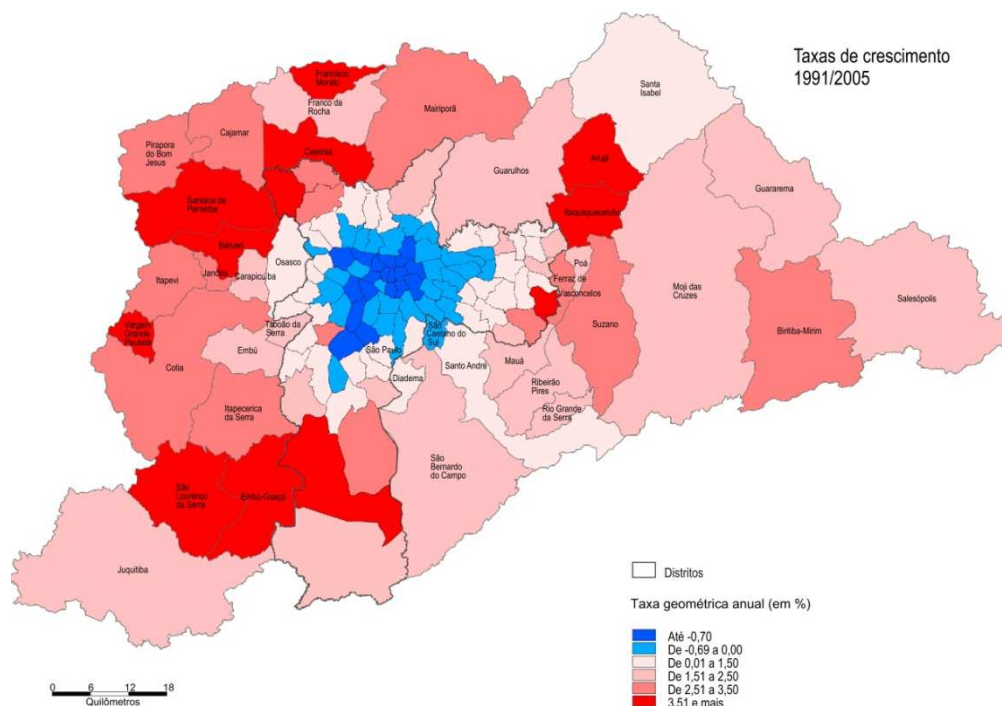 Taxas de crescimento
1991/2005
Francisco
Morato
Franco da
Rocha
Mairiporã
Santa
Isabel
Cajamar
Pirapora
do Bom
Jesus
Caieiras
Guarulhos
Arujá
Guararema
Santana de
Parnaíba
Itaquaquecetuba
Barueri
Osasco
Itapevi
Jandira
Carapicuba
Poá
Ferraz de
Vasconcelos
Moji das
Cruzes
Salesópolis
Biritiba-Mirim
Suzano
Vargem
Grande
Paulista
Taboão da
Serra
São
Caetano do
Sul
São Paulo
Embú
Cotia
Santo André
Mauá
Diadema
Ribeirão
Pires
Rio Grande
da Serra
Itapecerica
da Serra
São
Bernardo
do Campo
São
Lourenço
da Serra
Embú-Guaçú
Juquitiba
Distritos
Taxa geométrica anual (em %)
Até -0,70
De -0,69 a 0,00
De 0,01 a 1,50
De 1,51 a 2,50
De 2,51 a 3,50
3,51 e mais
0 6 12 18
Quilômetros